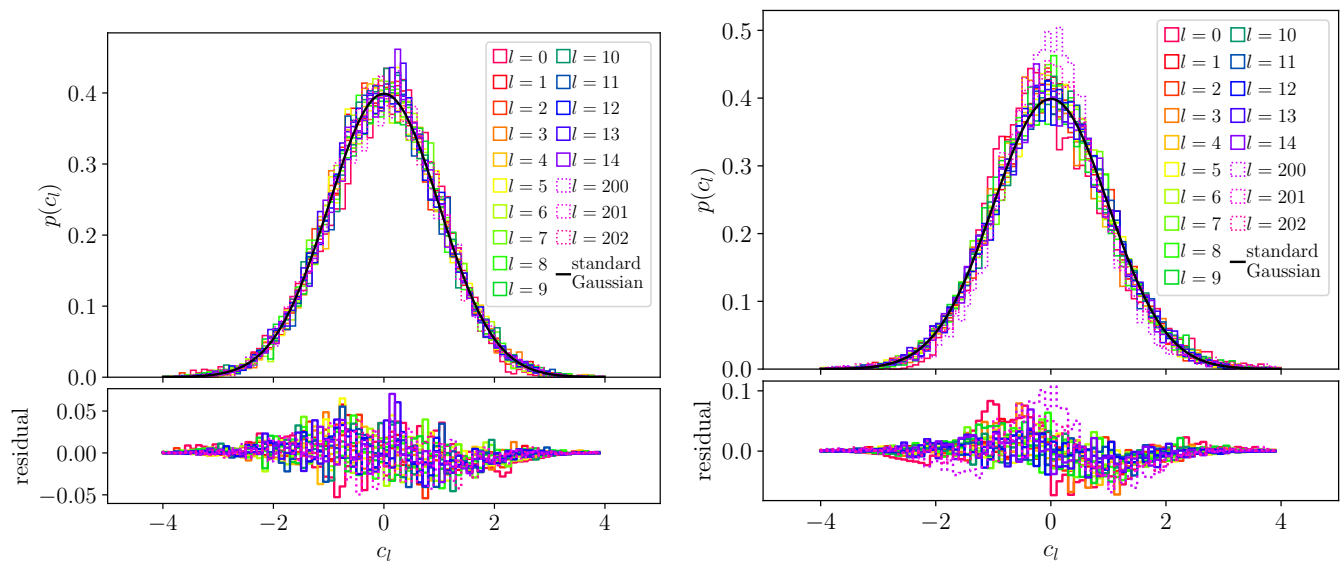 p(c_l)
0.4
0.3
0.2
0.1
0.0
l = 0
l = 1
l = 2
l = 3
l = 4
l = 5
l = 6
l = 7
l = 8
l = 9
l = 10
l = 11
l = 12
l = 13
l = 14
l = 200
l = 201
l = 202
standard
Gaussian
residual
0.05
0.00
−0.05
−4 −2 0 2 4
c_l
p(c_l)
0.5
0.4
0.3
0.2
0.1
0.0
l = 0
l = 1
l = 2
l = 3
l = 4
l = 5
l = 6
l = 7
l = 8
l = 9
l = 10
l = 11
l = 12
l = 13
l = 14
l = 200
l = 201
l = 202
standard
Gaussian
residual
0.1
0.0
−4 −2 0 2 4
c_l